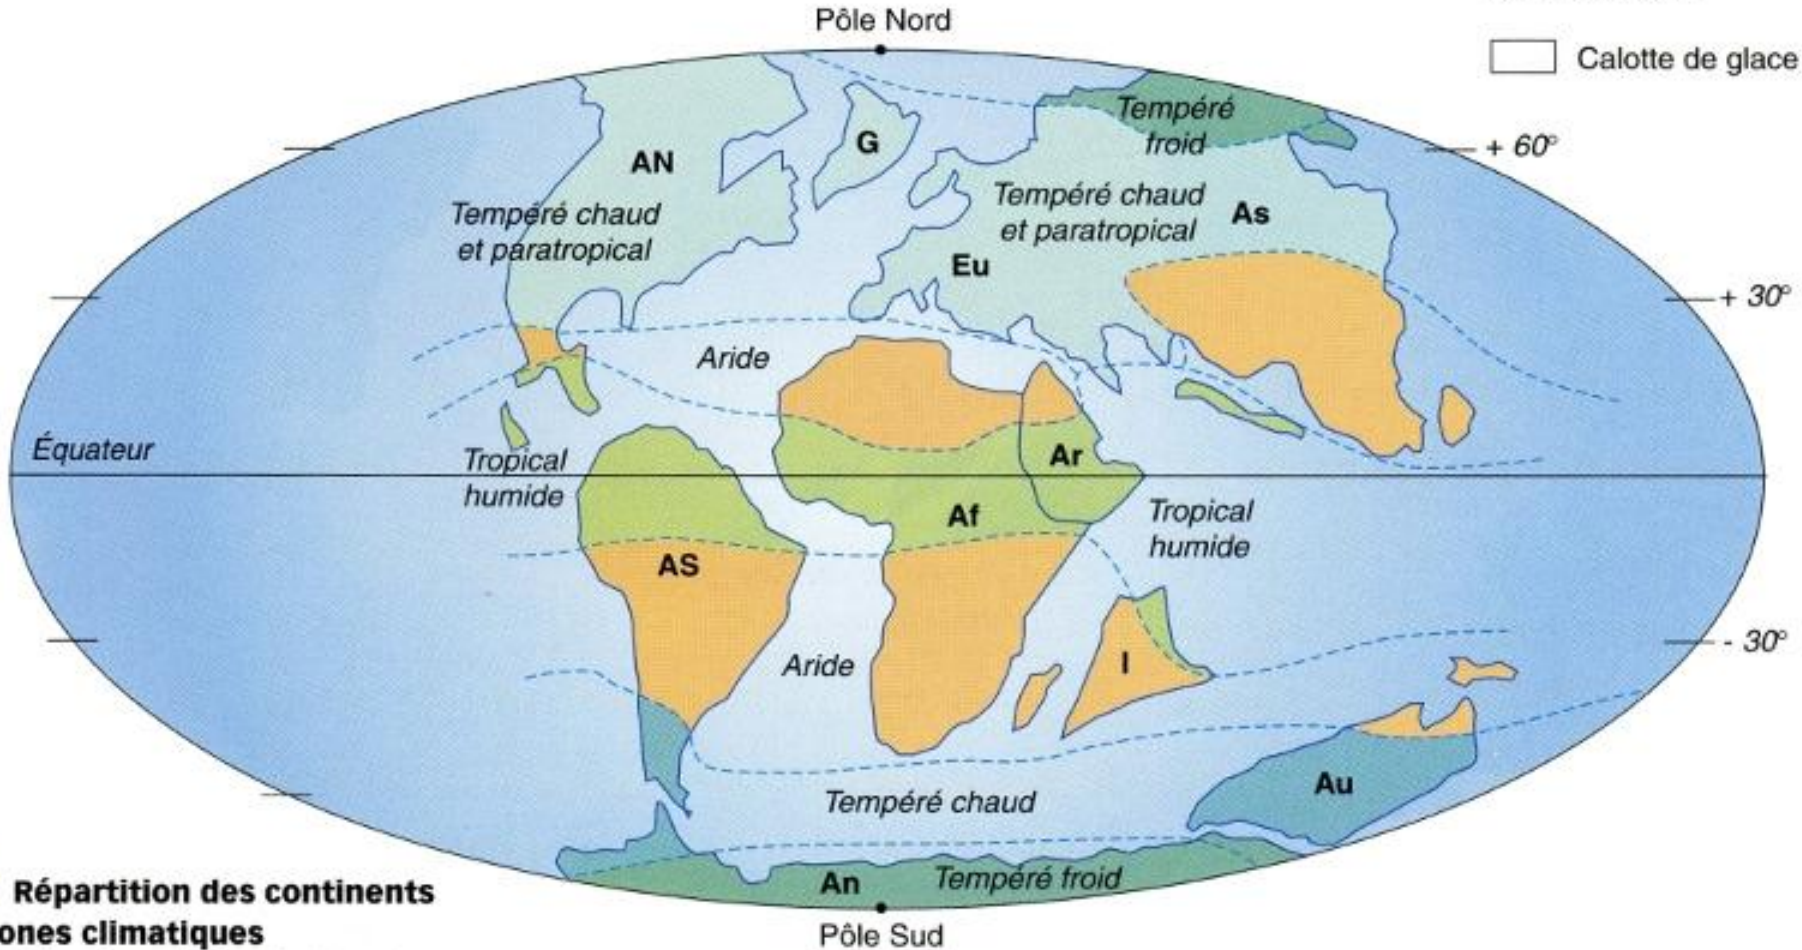 Pôle Nord
Calotte de glace
Tempéré
froid
+ 60°
AN
G
Tempéré chaud
et paratropical
Tempéré chaud
et paratropical
As
Eu
+ 30°
Aride
Équateur
Tropical
humide
Ar
Af
Tropical
humide
AS
Aride
I
- 30°
Au
Tempéré chaud
An
Tempéré froid
Répartition des continents
ones climatiques
Pôle Sud